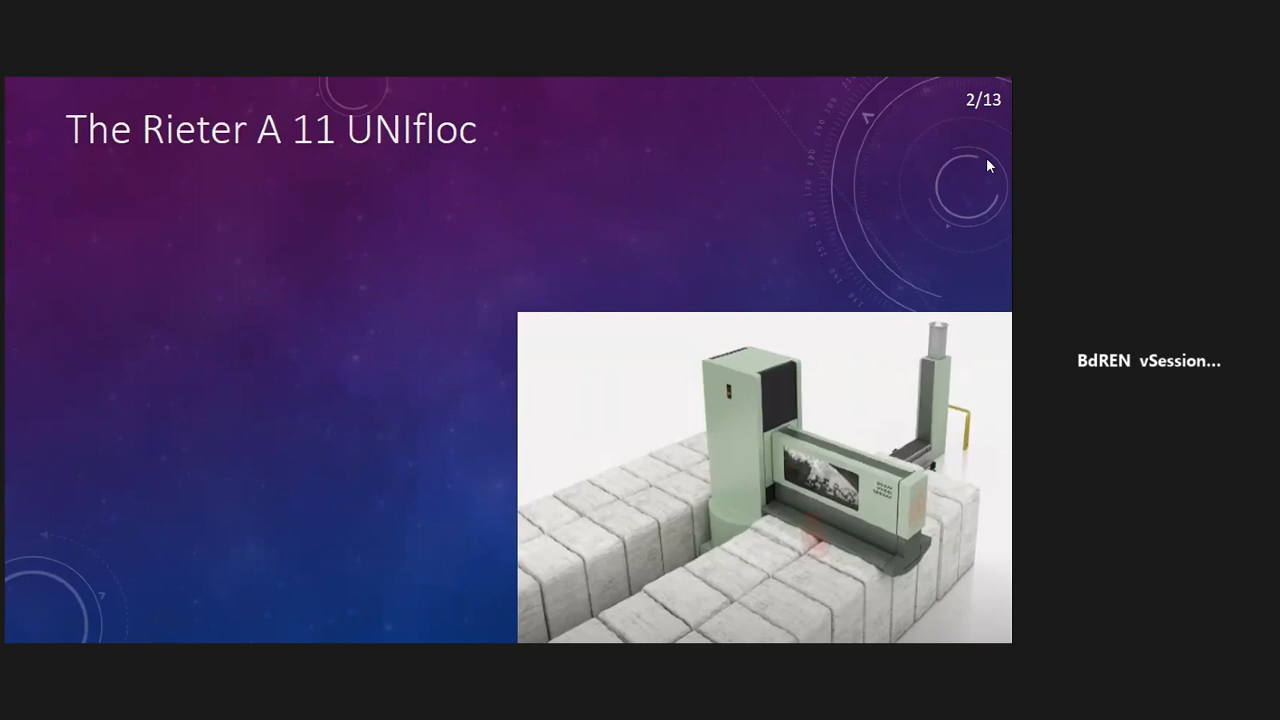 2/13
The Rieter A 11 UNIfloc
BdREN vSession...